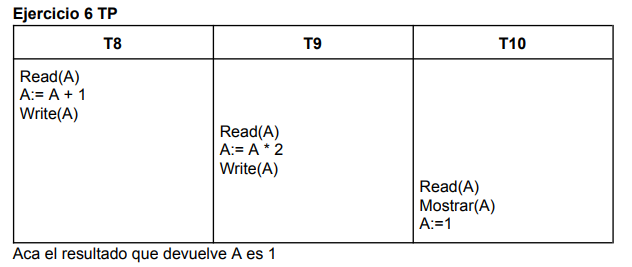 Ejercicio 6 TP
T8 T9 T10
Read(A)
A:= A + 1
Write(A)
Read(A)
A:= A * 2
Write(A)
Read(A)
Mostrar(A)
A:=1
Aca el resultado que devuelve A es 1